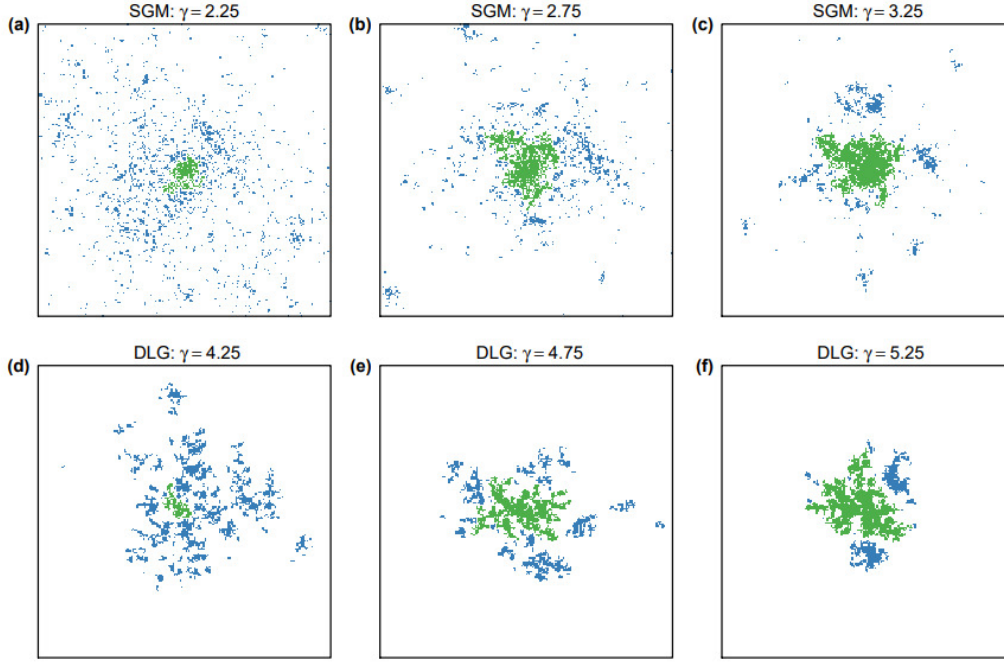 (a) SGM: γ = 2.25
(b) SGM: γ = 2.75
(c) SGM: γ = 3.25
(d) DLG: γ = 4.25
(e) DLG: γ = 4.75
(f) DLG: γ = 5.25